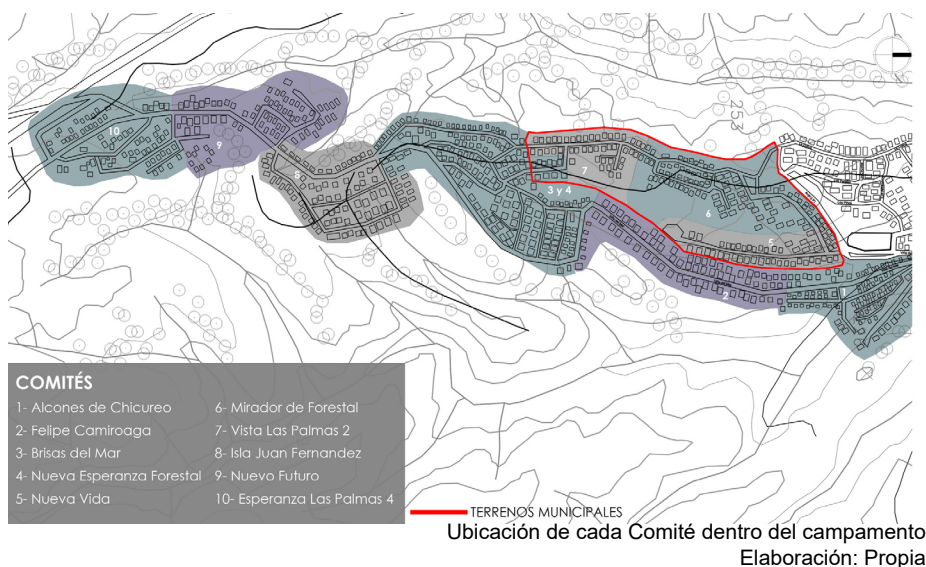 10
9
8
253
7
3 y 4
6
5
2
1
COMITÉS
1- Alcones de Chicureo
2- Felipe Camiroaga
3- Brisas del Mar
4- Nueva Esperanza Forestal
5- Nueva Vida
6- Mirador de Forestal
7- Vista Las Palmas 2
8- Isla Juan Fernandez
9- Nuevo Futuro
10- Esperanza Las Palmas 4
TERRENOS MUNICIPALES
Ubicación de cada Comité dentro del campamento
Elaboración: Propia